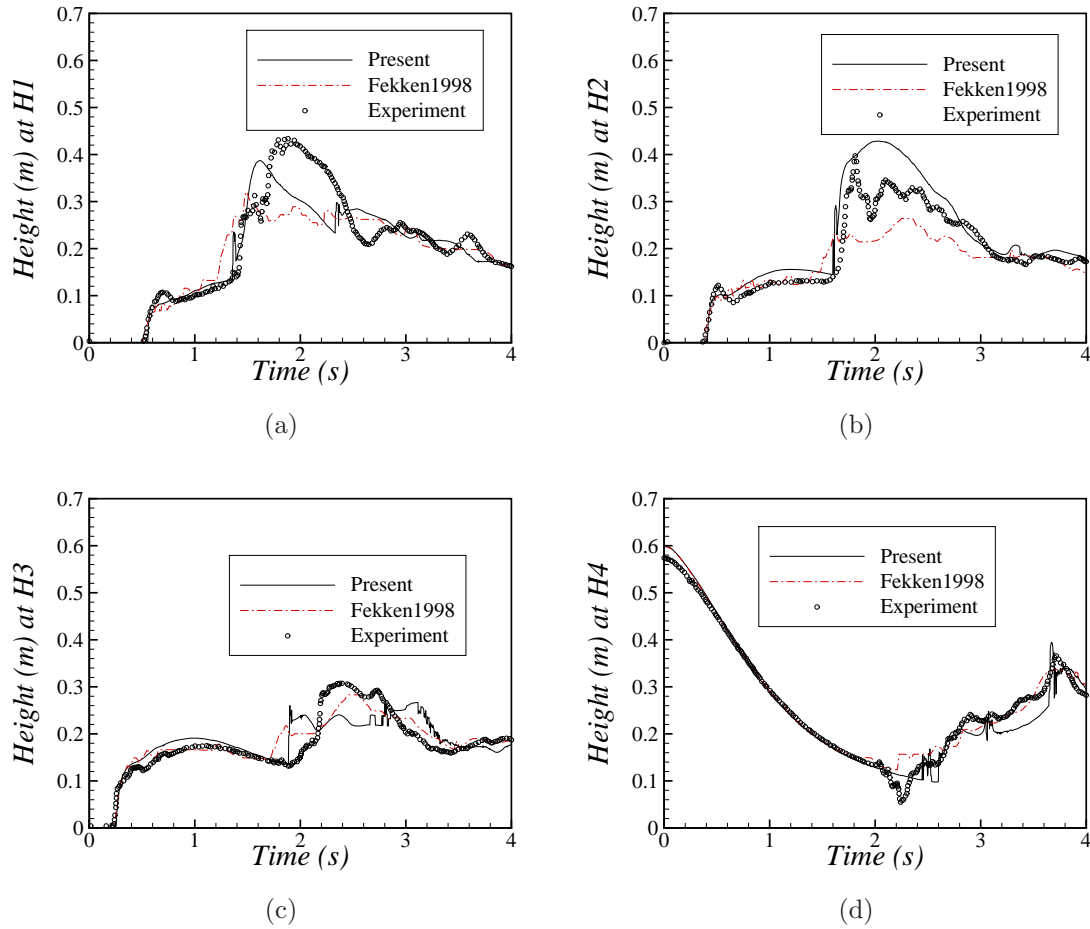 0.7
0.6
0.5
0.4
0.3
0.2
0.1
0
Height (m) at H1
Present
Fekken1998
Experiment
0 1 2 3 4
Time (s)
(a)
0.7
0.6
0.5
0.4
0.3
0.2
0.1
0
Height (m) at H2
Present
Fekken1998
Experiment
0 1 2 3 4
Time (s)
(b)
0.7
0.6
0.5
0.4
0.3
0.2
0.1
0
Height (m) at H3
Present
Fekken1998
Experiment
0 1 2 3 4
Time (s)
(c)
0.7
0.6
0.5
0.4
0.3
0.2
0.1
0
Height (m) at H4
Present
Fekken1998
Experiment
0 1 2 3 4
Time (s)
(d)